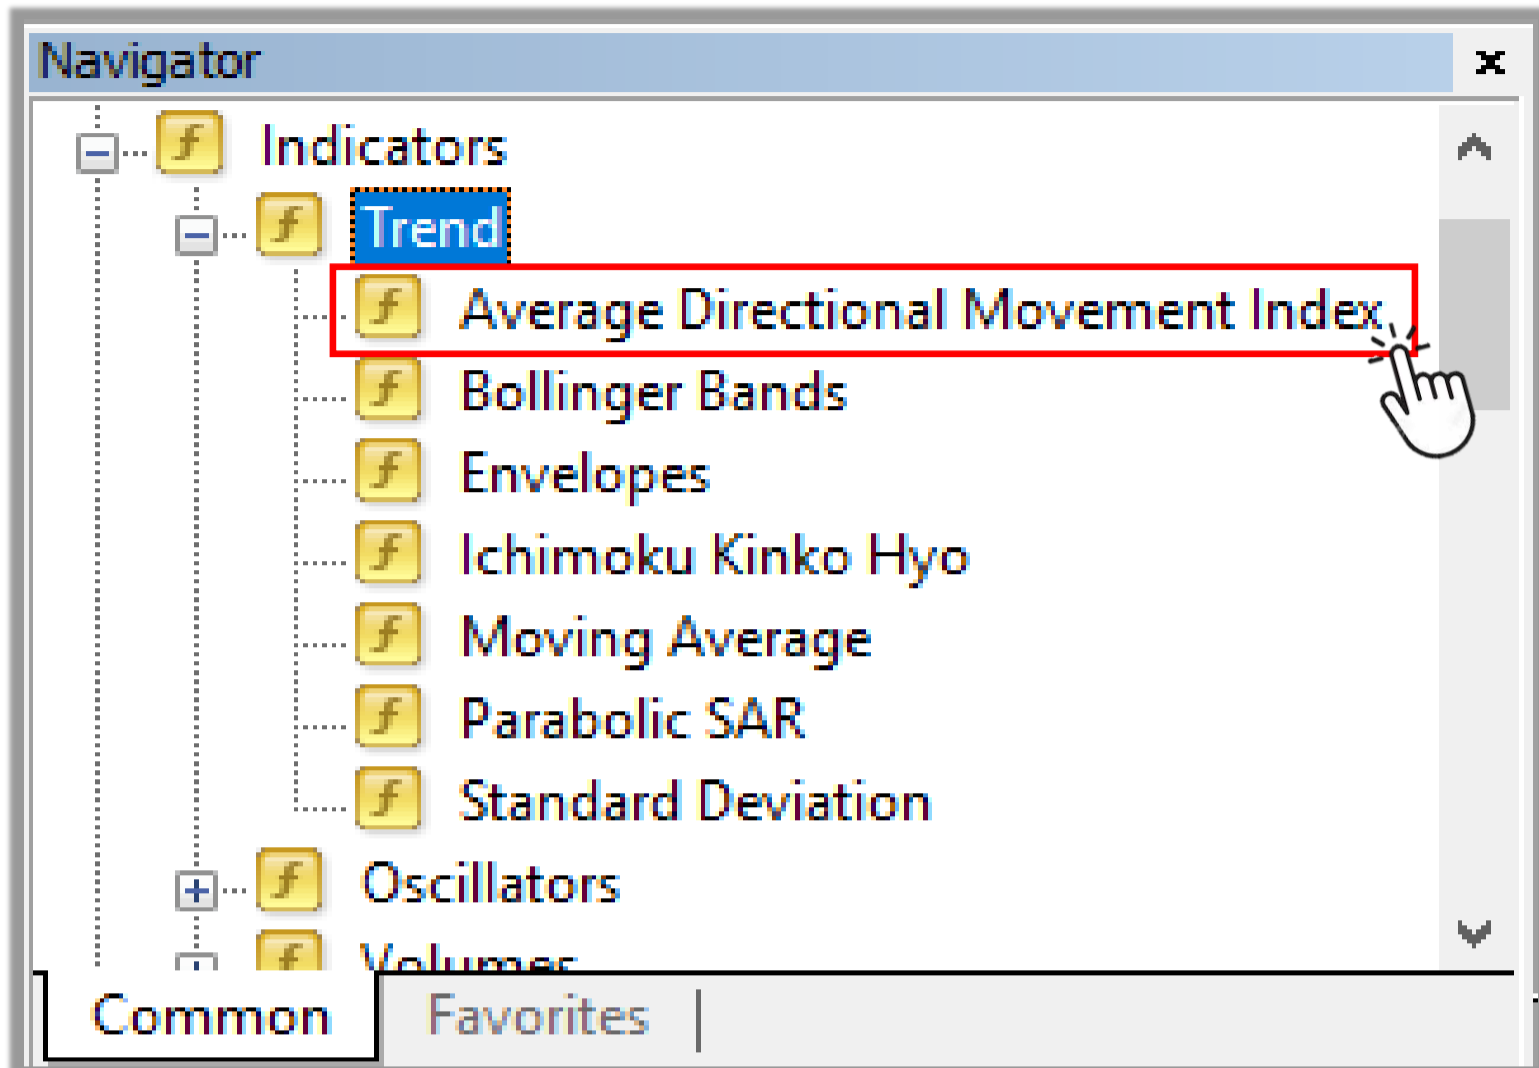 Navigator
Indicators
Trend
Average Directional Movement Index
Bollinger Bands
Envelopes
Ichimoku Kinko Hyo
Moving Average
Parabolic SAR
Standard Deviation
Oscillators
Volumes
Common
Favorites